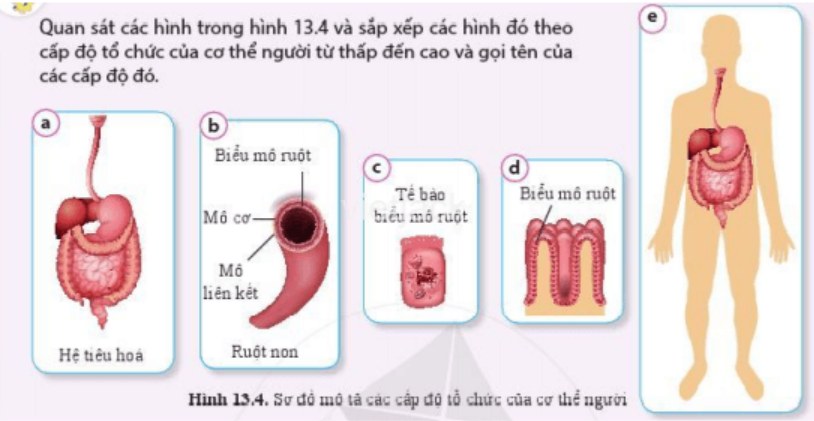 Quan sát các hình trong hình 13.4 và sắp xếp các hình đó theo
cấp độ tổ chức của cơ thể người từ thấp đến cao và gọi tên của
các cấp độ đó.
a
Hệ tiêu hoá
b
Biểu mô ruột
Mô cơ
Mô
liên kết
Ruột non
c
Tế bào
biểu mô ruột
d
Biểu mô ruột
e
Hình 13.4. Sơ đồ mô tả các cấp độ tổ chức của cơ thể người